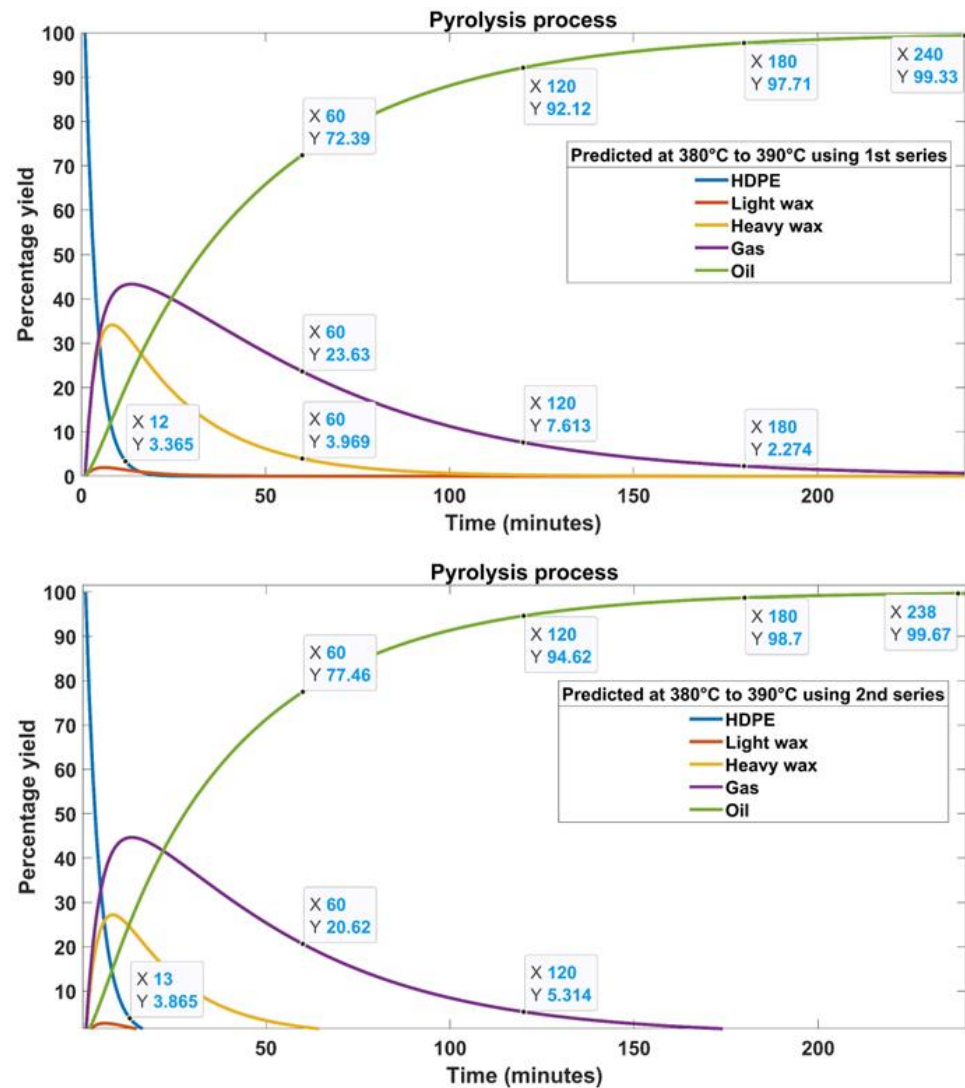 Pyrolysis process
100
90
80
70
60
50
40
30
20
10
0
Percentage yield
X 60
Y 72.39
X 120
Y 92.12
X 180
Y 97.71
X 240
Y 99.33
Predicted at 380°C to 390°C using 1st series
HDPE
Light wax
Heavy wax
Gas
Oil
X 12
Y 3.365
X 60
Y 23.63
X 60
Y 3.969
X 120
Y 7.613
X 180
Y 2.274
0 50 100 150 200
Time (minutes)
Pyrolysis process
100
90
80
70
60
50
40
30
20
10
Percentage yield
X 60
Y 77.46
X 120
Y 94.62
X 180
Y 98.7
X 238
Y 99.67
Predicted at 380°C to 390°C using 2nd series
HDPE
Light wax
Heavy wax
Gas
Oil
X 13
Y 3.865
X 60
Y 20.62
X 120
Y 5.314
50 100 150 200
Time (minutes)